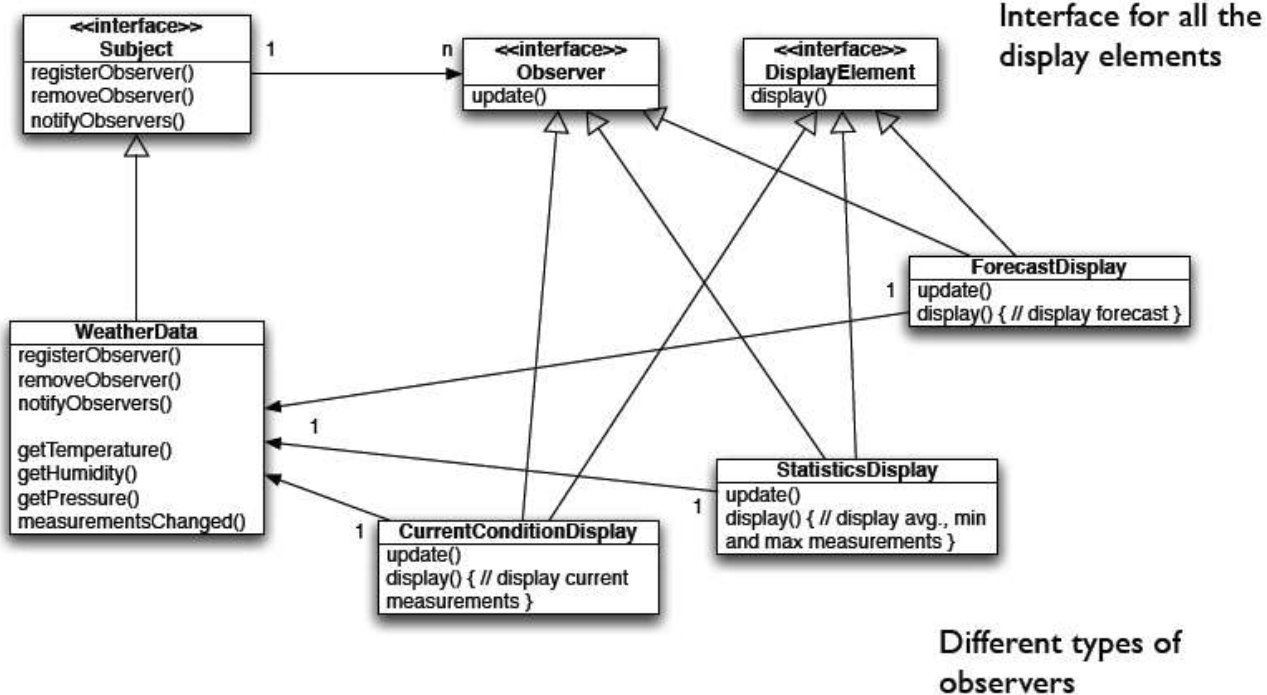 <<interface>>
Subject
registerObserver()
removeObserver()
notifyObservers()
1
n
<<interface>>
Observer
update()
<<interface>>
DisplayElement
display()
Interface for all the
display elements
ForecastDisplay
update()
display() { // display forecast }
1
WeatherData
registerObserver()
removeObserver()
notifyObservers()
getTemperature()
getHumidity()
getPressure()
measurementsChanged()
1
StatisticsDisplay
update()
display() { // display avg., min
and max measurements }
1
CurrentConditionDisplay
update()
display() { // display current
measurements }
1
Different types of
observers